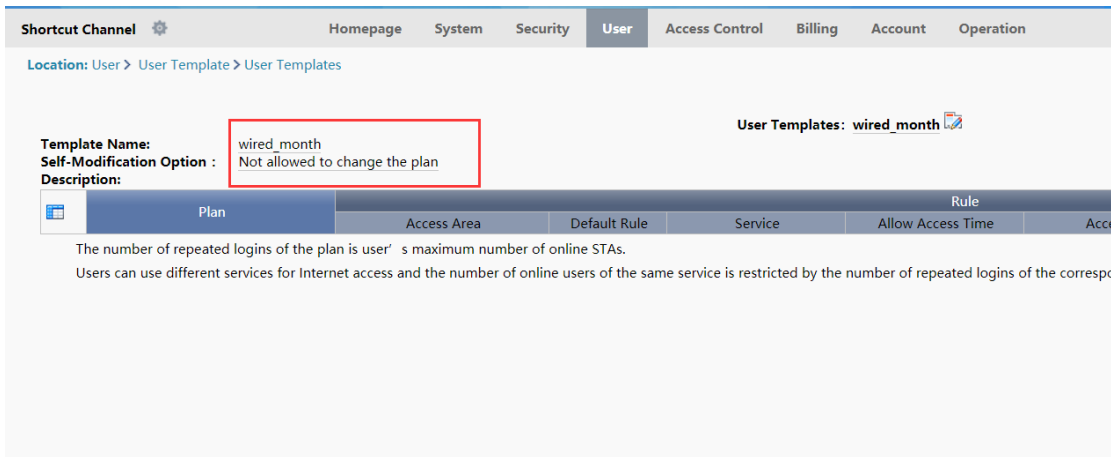 Shortcut Channel Homepage System Security User Access Control Billing Account Operation
Location: User > User Template > User Templates
User Templates: wired_month
Template Name: wired_month
Self-Modification Option : Not allowed to change the plan
Description:
Plan Rule
Access Area Default Rule Service Allow Access Time
The number of repeated logins of the plan is user's maximum number of online STAs.
Users can use different services for Internet access and the number of online users of the same service is restricted by the number of repeated logins of the